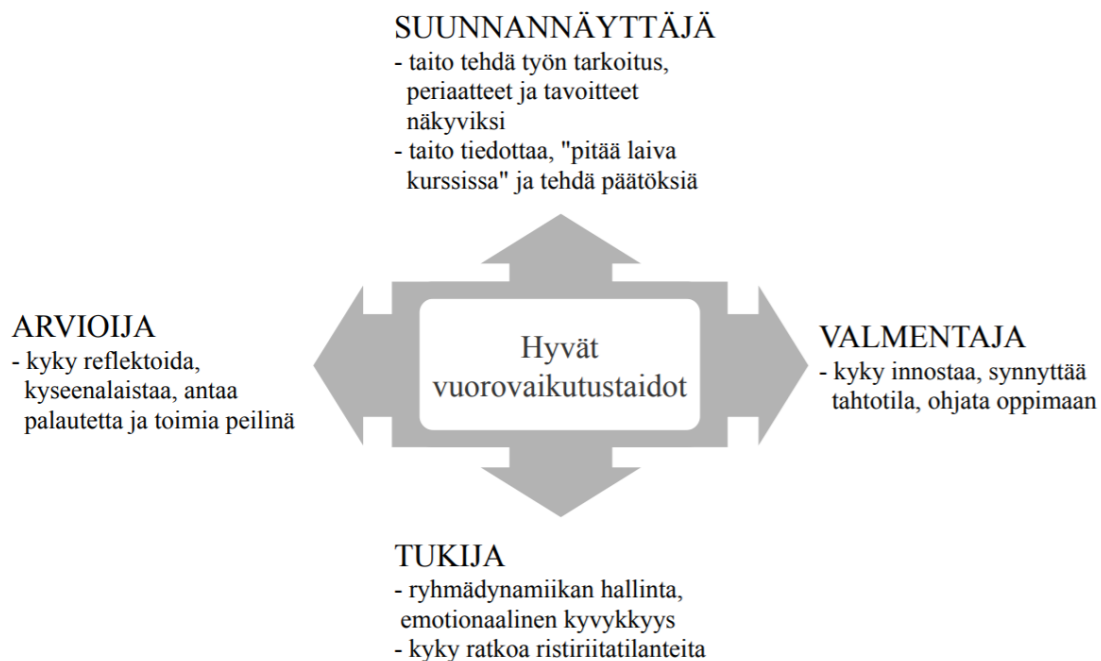 SUUNNANNÄYTTÄJÄ
- taito tehdä työn tarkoitus,
periaatteet ja tavoitteet
näkyviksi
- taito tiedottaa, "pitää laiva
kurssissa" ja tehdä päätöksiä
ARVIOIJA
- kyky reflektoida,
kyseenalaistaa, antaa
palautetta ja toimia peilinä
Hyvät
vuorovaikutustaidot
VALMENTAJA
- kyky innostaa, synnyttää
tahtotila, ohjata oppimaan
TUKIJA
- ryhmädynamiikan hallinta,
emotionaalinen kyvykkyys
- kyky ratkoa ristiriitatilanteita